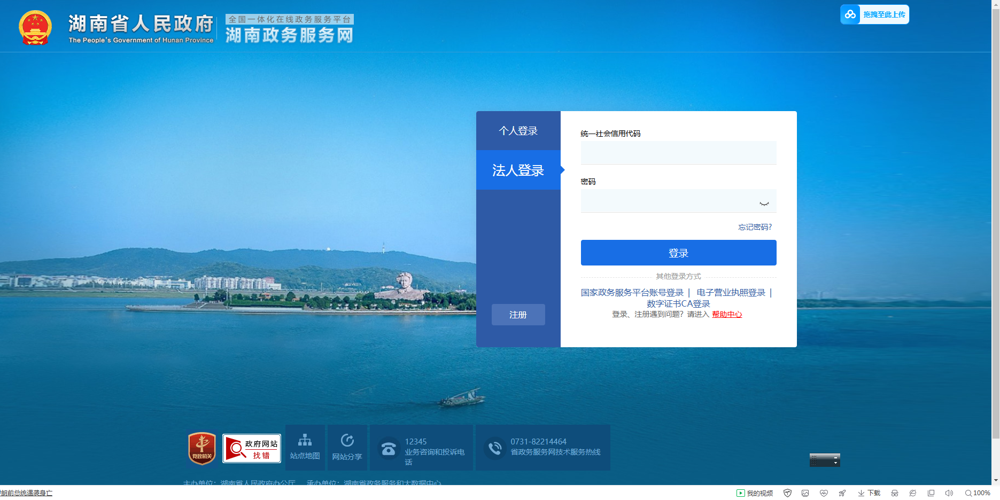 湖南省人民政府
The People's Government of Hunan Province
全国一体化在线政务服务平台
湖南政务服务网
拖拽至此上传
个人登录
法人登录
注册
统一社会信用代码
密码
忘记密码?
登录
其他登录方式
国家政务服务平台账号登录 | 电子营业执照登录 |
数字证书CA登录
登录、注册遇到问题？请进入 帮助中心
党政机关
政府网站
找错
站点地图
网站分享
12345
业务咨询和投诉电
话
0731-82214464
省政务服务网技术服务热线
主办单位：湖南省人民政府办公厅 承办单位：湖南省政务服务和大数据中心
朗前总统遇袭身亡
我的视频
下载
100%